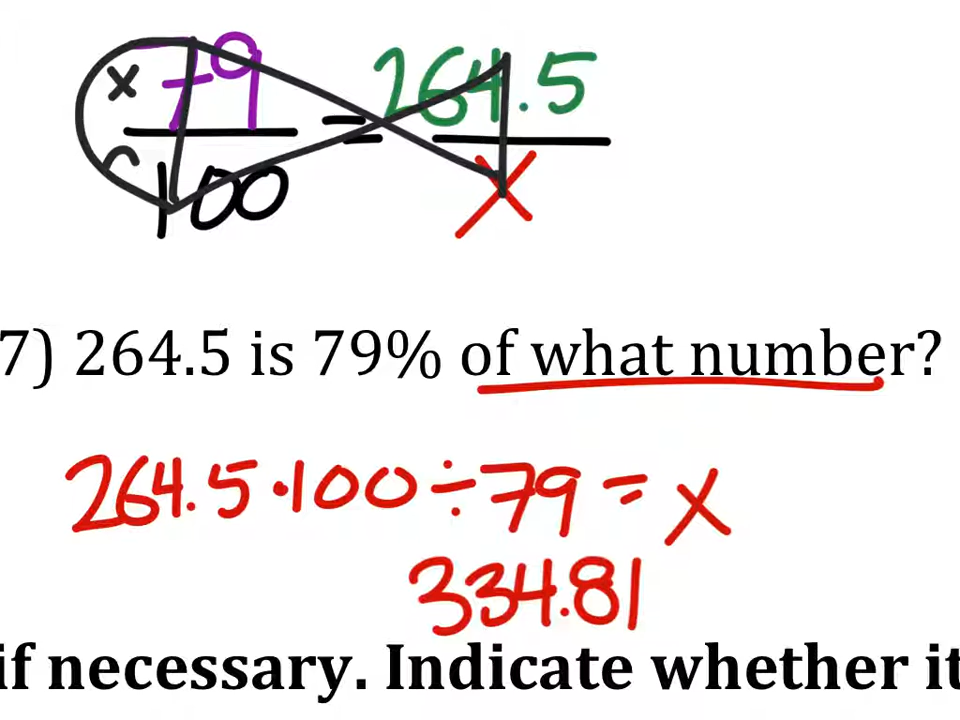 79 = 264.5
100 x
7) 264.5 is 79% of what number?
264.5 · 100 ÷ 79 = x
334.81
if necessary. Indicate whether it